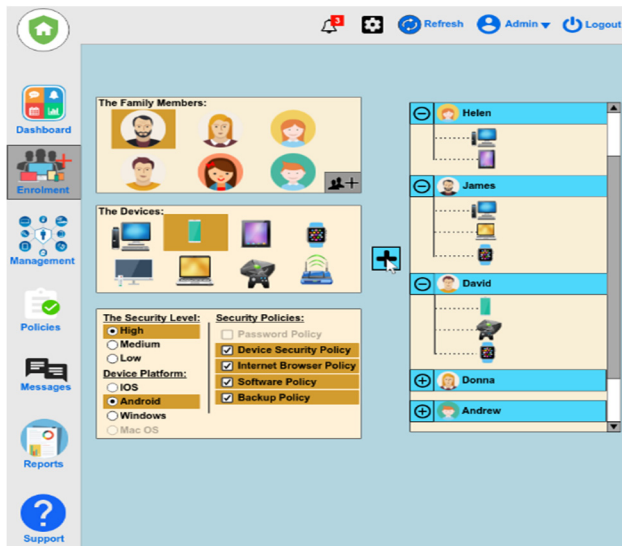 3
Refresh
Admin
Logout
Dashboard
Enrolment
Management
Policies
Messages
Reports
Support
The Family Members:
The Devices:
The Security Level:
High
Medium
Low
Device Platform:
IOS
Android
Windows
Mac OS
Security Policies:
Password Policy
Device Security Policy
Internet Browser Policy
Software Policy
Backup Policy
Helen
James
David
Donna
Andrew